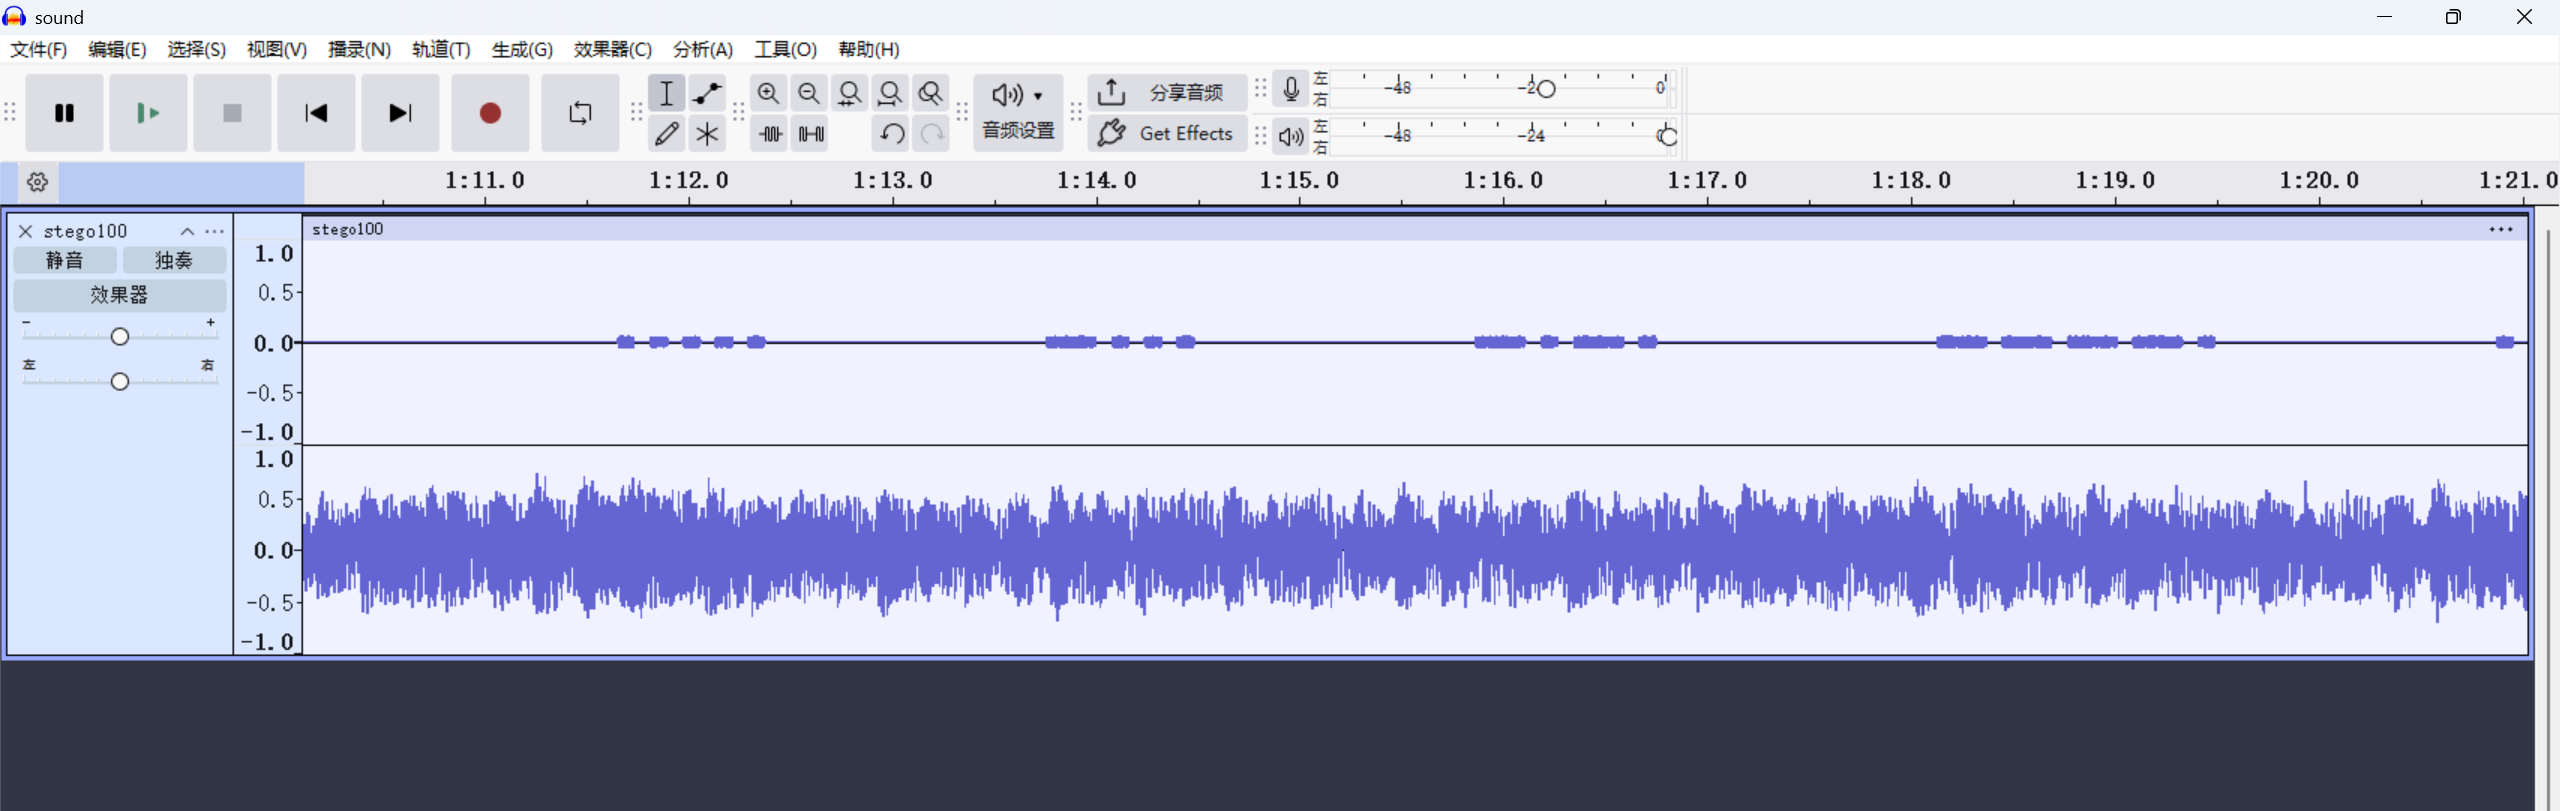 sound
文件(F) 编辑(E) 选择(S) 视图(V) 播录(N) 轨道(T) 生成(G) 效果器(C) 分析(A) 工具(O) 帮助(H)
音频设置
分享音频
Get Effects
左 右 -48 -2 0
左 右 -48 -24
1:11.0 1:12.0 1:13.0 1:14.0 1:15.0 1:16.0 1:17.0 1:18.0 1:19.0 1:20.0 1:21.0
stego100
静音 独奏
效果器
- +
左 右
stego100
1.0
0.5
0.0
-0.5
-1.0
1.0
0.5
0.0
-0.5
-1.0